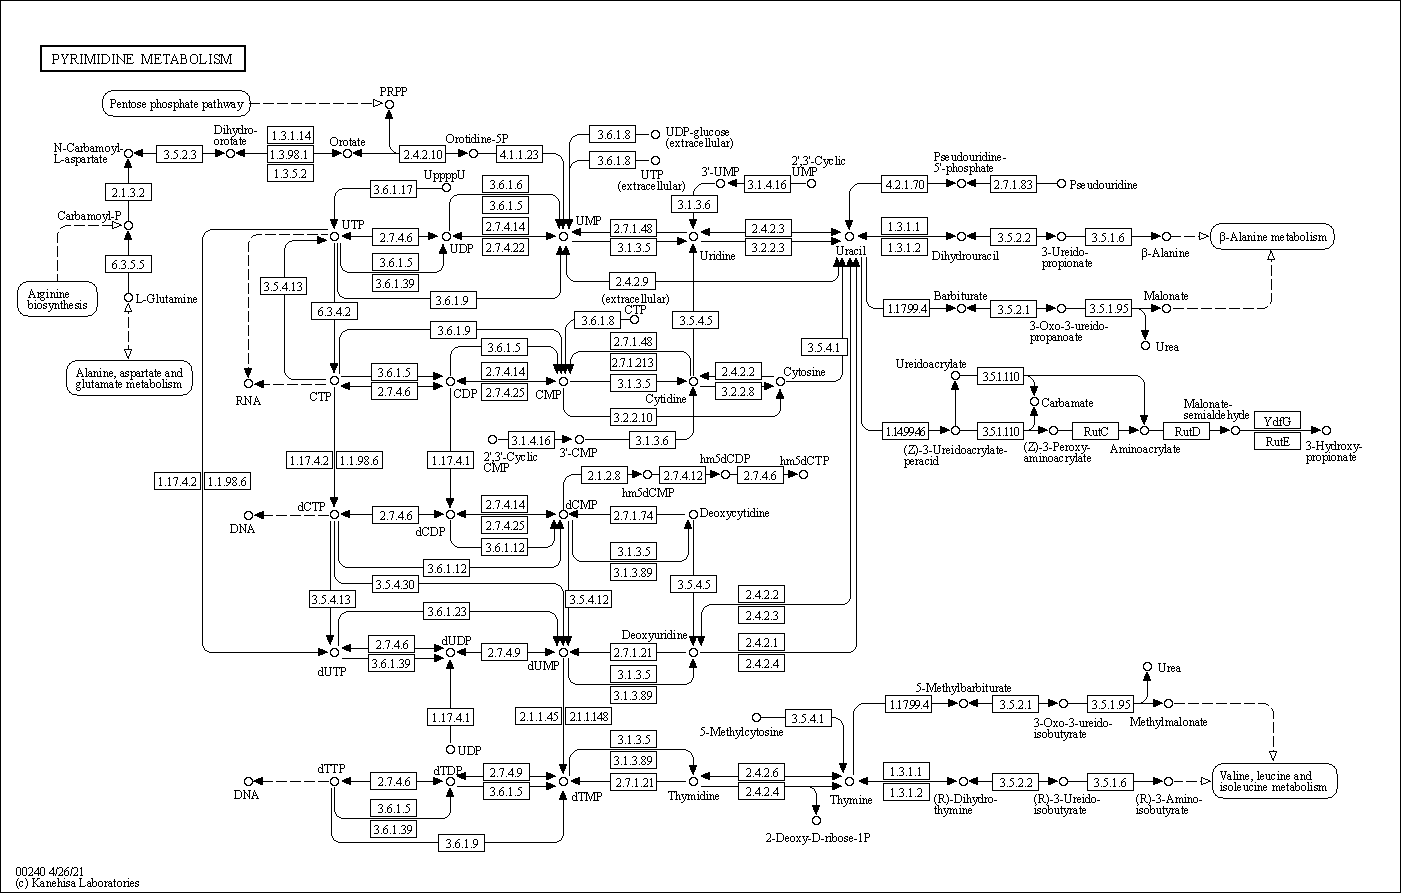 PYRIMIDINE METABOLISM
Pentose phosphate pathway
PRPP
N-Carbamoyl-
L-aspartate
3.5.2.3
Dihydro-
orotate
1.3.1.14
1.3.98.1
1.3.5.2
Orotate
2.4.2.10
Orotidine-5P
4.1.1.23
3.6.1.8
UDP-glucose
(extracellular)
3.6.1.8
UTP
(extracellular)
2.1.3.2
Carbamoyl-P
6.3.5.5
L-Glutamine
Arginine
biosynthesis
Alanine, aspartate and
glutamate metabolism
3.6.1.17
UppppU
3.6.1.6
3.6.1.5
2.7.4.14
2.7.4.22
UTP
2.7.4.6
UDP
3.6.1.5
3.6.1.39
UMP
3.6.1.9
3'-UMP
3.1.4.16
2',3'-Cyclic
UMP
3.1.3.6
2.7.1.48
3.1.3.5
Uridine
2.4.2.3
3.2.2.3
2.4.2.9
Uracil
4.2.1.70
Pseudouridine-
5'-phosphate
2.7.1.83
Pseudouridine
1.3.1.1
1.3.1.2
Dihydrouracil
3.5.2.2
3-Ureido-
propionate
3.5.1.6
β-Alanine
β-Alanine metabolism
1.1.799.4
Barbiturate
3.5.2.1
3-Oxo-3-ureido-
propanoate
3.5.1.95
Malonate
Urea
3.5.4.13
6.3.4.2
3.6.1.9
3.6.1.8
(extracellular)
CTP
3.5.4.5
3.5.4.1
3.6.1.5
2.7.4.14
2.7.4.25
2.7.1.48
2.7.1.213
3.1.3.5
RNA
CTP
3.6.1.5
2.7.4.6
CDP
CMP
Cytidine
2.4.2.2
3.2.2.8
Cytosine
3.2.2.10
Ureidoacrylate
3.5.1.110
Carbamate
1.14.99.46
(Z)-3-Ureidoacrylate-
peracid
3.5.1.110
(Z)-3-Peroxy-
aminoacrylate
RutC
Aminoacrylate
RutD
Malonate-
semialdehyde
YdfG
RutE
3-Hydroxy-
propionate
2',3'-Cyclic
CMP
3.1.4.16
3'-CMP
3.1.3.6
1.17.4.2
1.1.98.6
1.17.4.2
1.1.98.6
1.17.4.1
2.1.2.8
hm5dCMP
2.7.4.12
hm5dCDP
2.7.4.6
hm5dCTP
DNA
dCTP
2.7.4.6
dCDP
2.7.4.14
2.7.4.25
3.6.1.12
dCMP
2.7.1.74
Deoxycytidine
3.1.3.5
3.1.3.89
3.6.1.12
3.5.4.30
3.5.4.13
3.5.4.12
3.5.4.5
3.6.1.23
2.4.2.2
2.4.2.3
2.4.2.1
2.4.2.4
dUTP
2.7.4.6
3.6.1.39
dUDP
2.7.4.9
dUMP
Deoxyuridine
2.7.1.21
3.1.3.5
3.1.3.89
1.17.4.1
UDP
2.1.1.45
2.1.1.148
5-Methylcytosine
3.5.4.1
1.1.799.4
5-Methylbarbiturate
3.5.2.1
3-Oxo-3-ureido-
isobutyrate
3.5.1.95
Urea
Methylmalonate
DNA
dTTP
2.7.4.6
3.6.1.5
3.6.1.39
dTDP
2.7.4.9
3.6.1.5
dTMP
3.6.1.9
3.1.3.5
3.1.3.89
2.7.1.21
Thymidine
2.4.2.6
2.4.2.4
2-Deoxy-D-ribose-1P
Thymine
1.3.1.1
1.3.1.2
(R)-Dihydro-
thymine
3.5.2.2
(R)-3-Ureido-
isobutyrate
3.5.1.6
(R)-3-Amino-
isobutyrate
Valine, leucine and
isoleucine metabolism
00240 4/26/21
(c) Kanehisa Laboratories